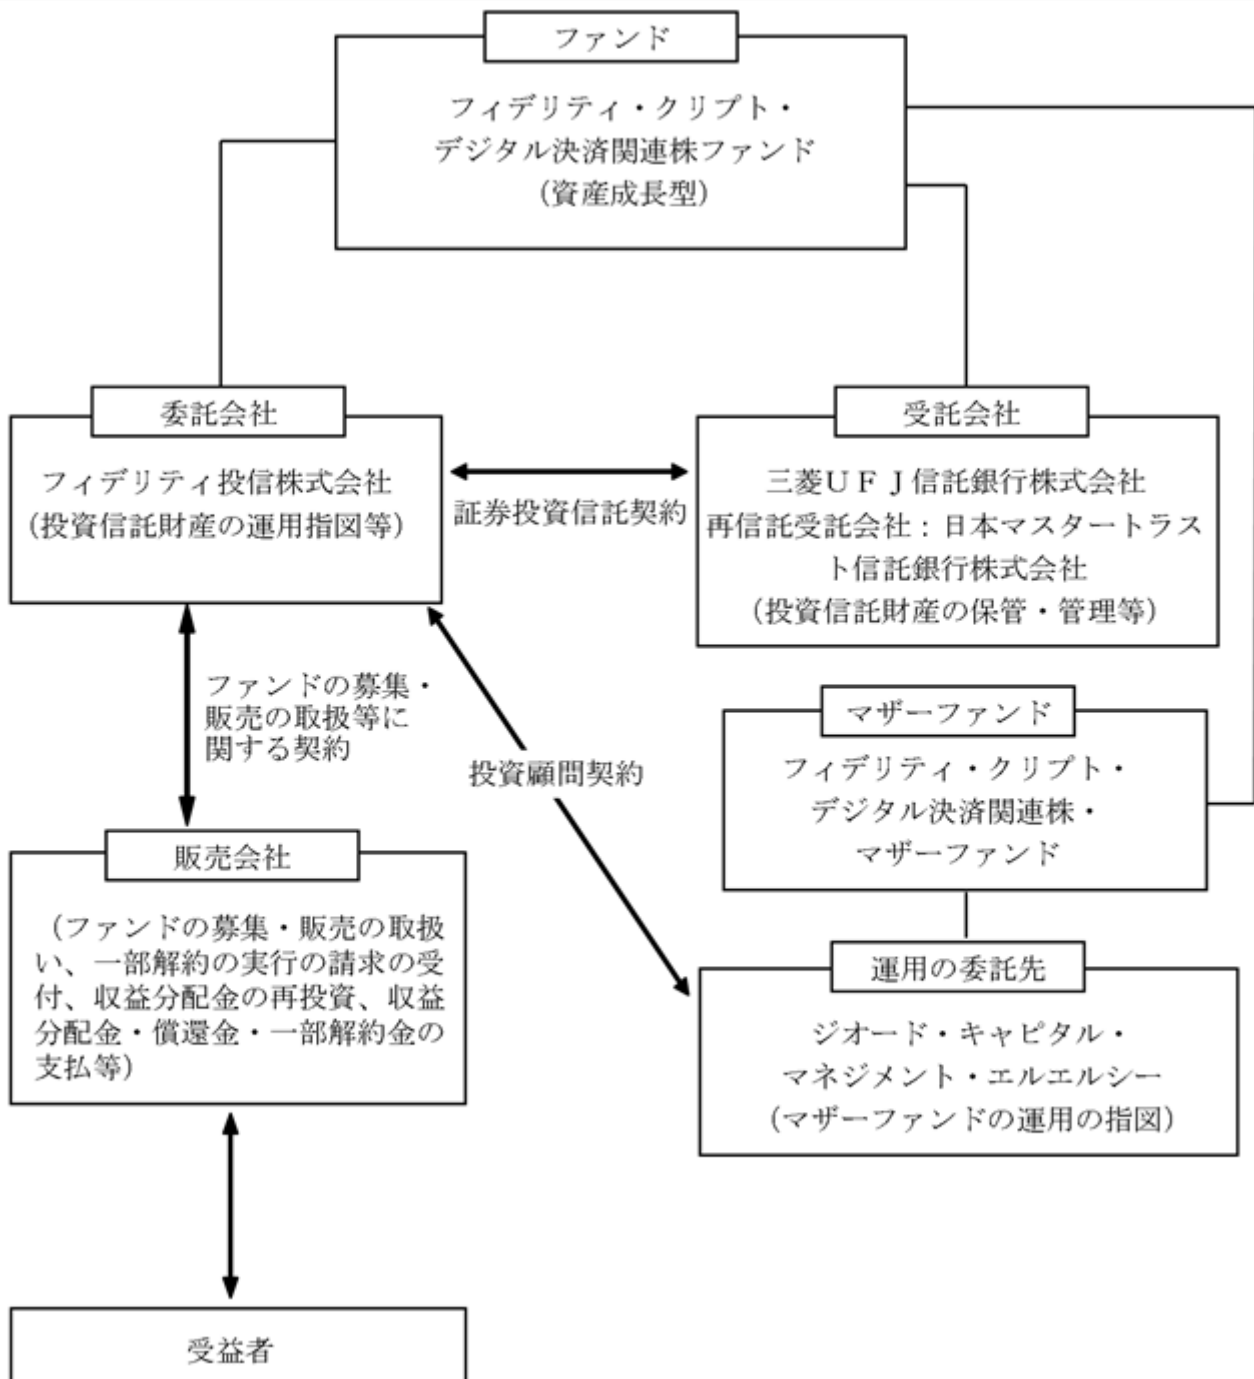 ファンド
フィデリティ・クリプト・
デジタル決済関連株ファンド
（資産成長型）
委託会社
フィデリティ投信株式会社
（投資信託財産の運用指図等）
証券投資信託契約
受託会社
三菱ＵＦＪ信託銀行株式会社
再信託受託会社：日本マスタートラス
ト信託銀行株式会社
（投資信託財産の保管・管理等）
ファンドの募集・
販売の取扱等に
関する契約
投資顧問契約
マザーファンド
フィデリティ・クリプト・
デジタル決済関連株・
マザーファンド
販売会社
（ファンドの募集・販売の取扱
い、一部解約の実行の請求の受
付、収益分配金の再投資、収益
分配金・償還金・一部解約金の
支払等）
運用の委託先
ジオード・キャピタル・
マネジメント・エルエルシー
（マザーファンドの運用の指図）
受益者